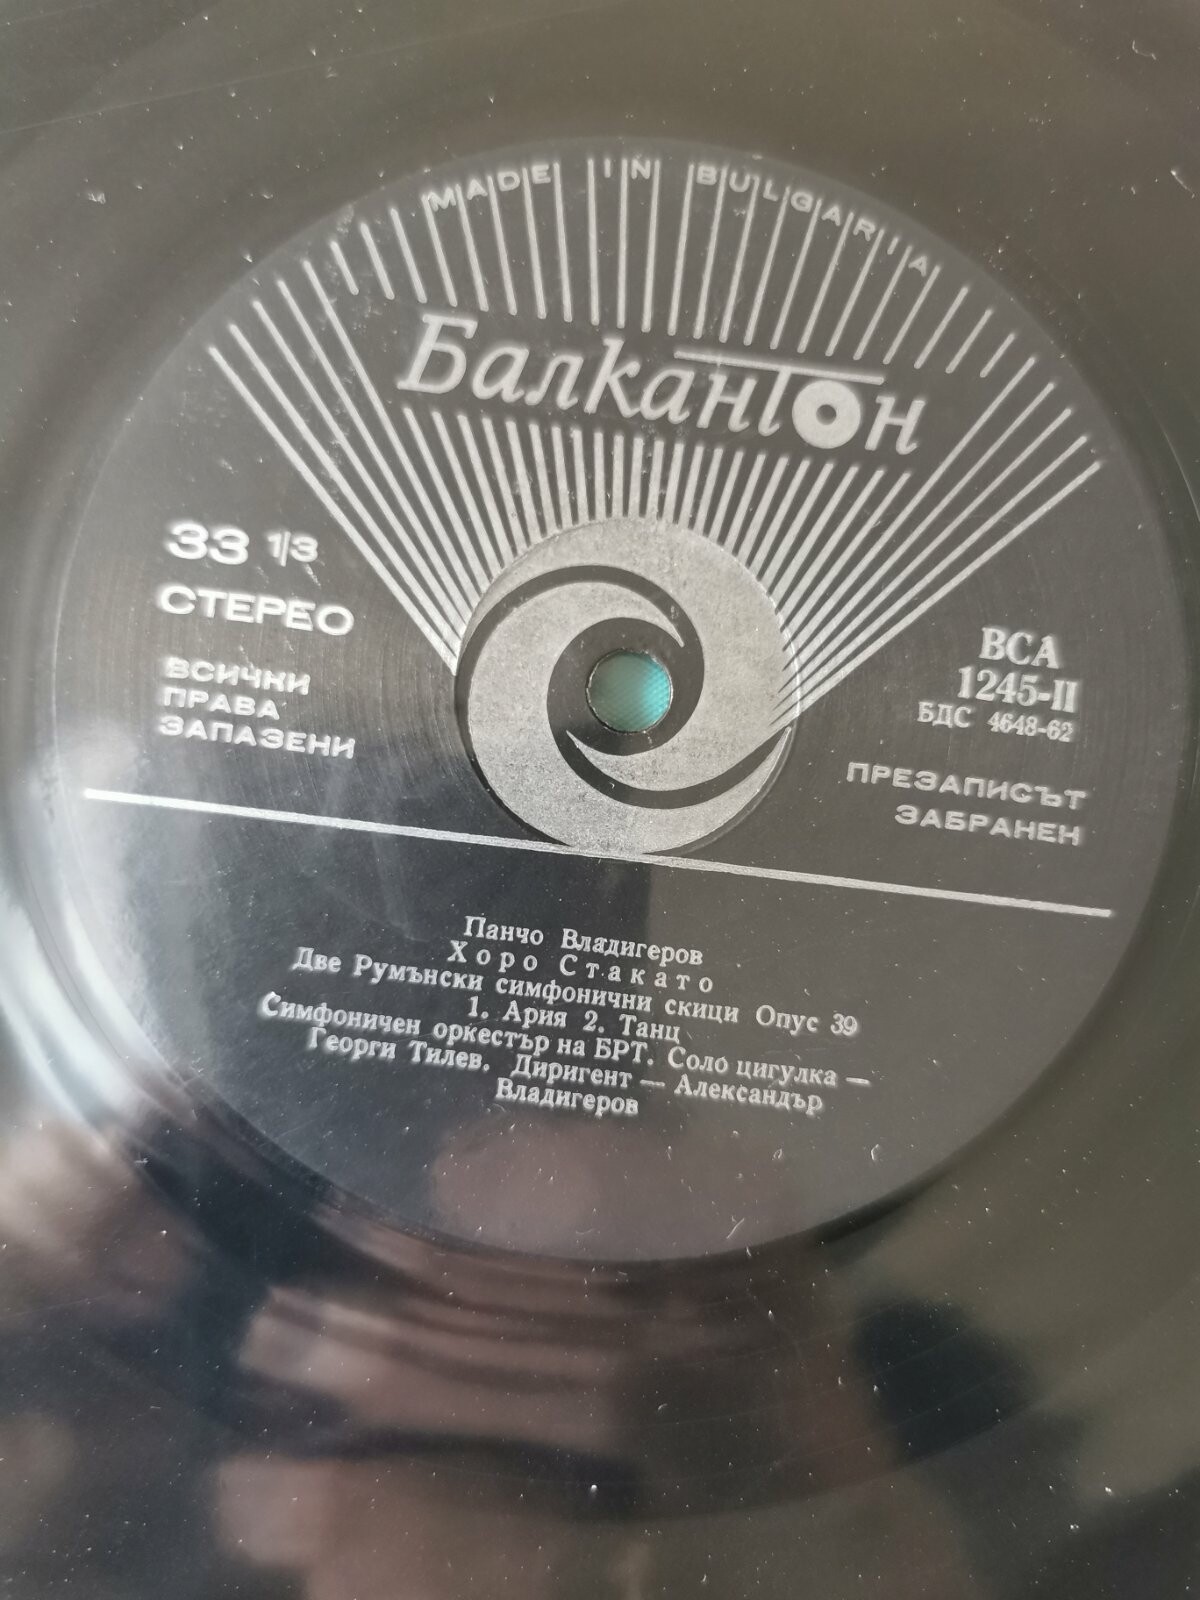 MADE IN BULGARIA
Балкантон
33 1/3
СТЕРЕО
ВСИЧКИ
ПРАВА
ЗАПАЗЕНИ
ВСА
1245-II
БДС 4648-62
ПРЕЗАПИСЪТ
ЗАБРАНЕН
Панчо Владигеров
Хоро Стакато
Две Румънски симфонични скици Опус 39
1. Ария 2. Танц
Симфоничен оркестър на БРТ. Соло цигулка —
Георги Тилев. Диригент — Александър
Владигеров